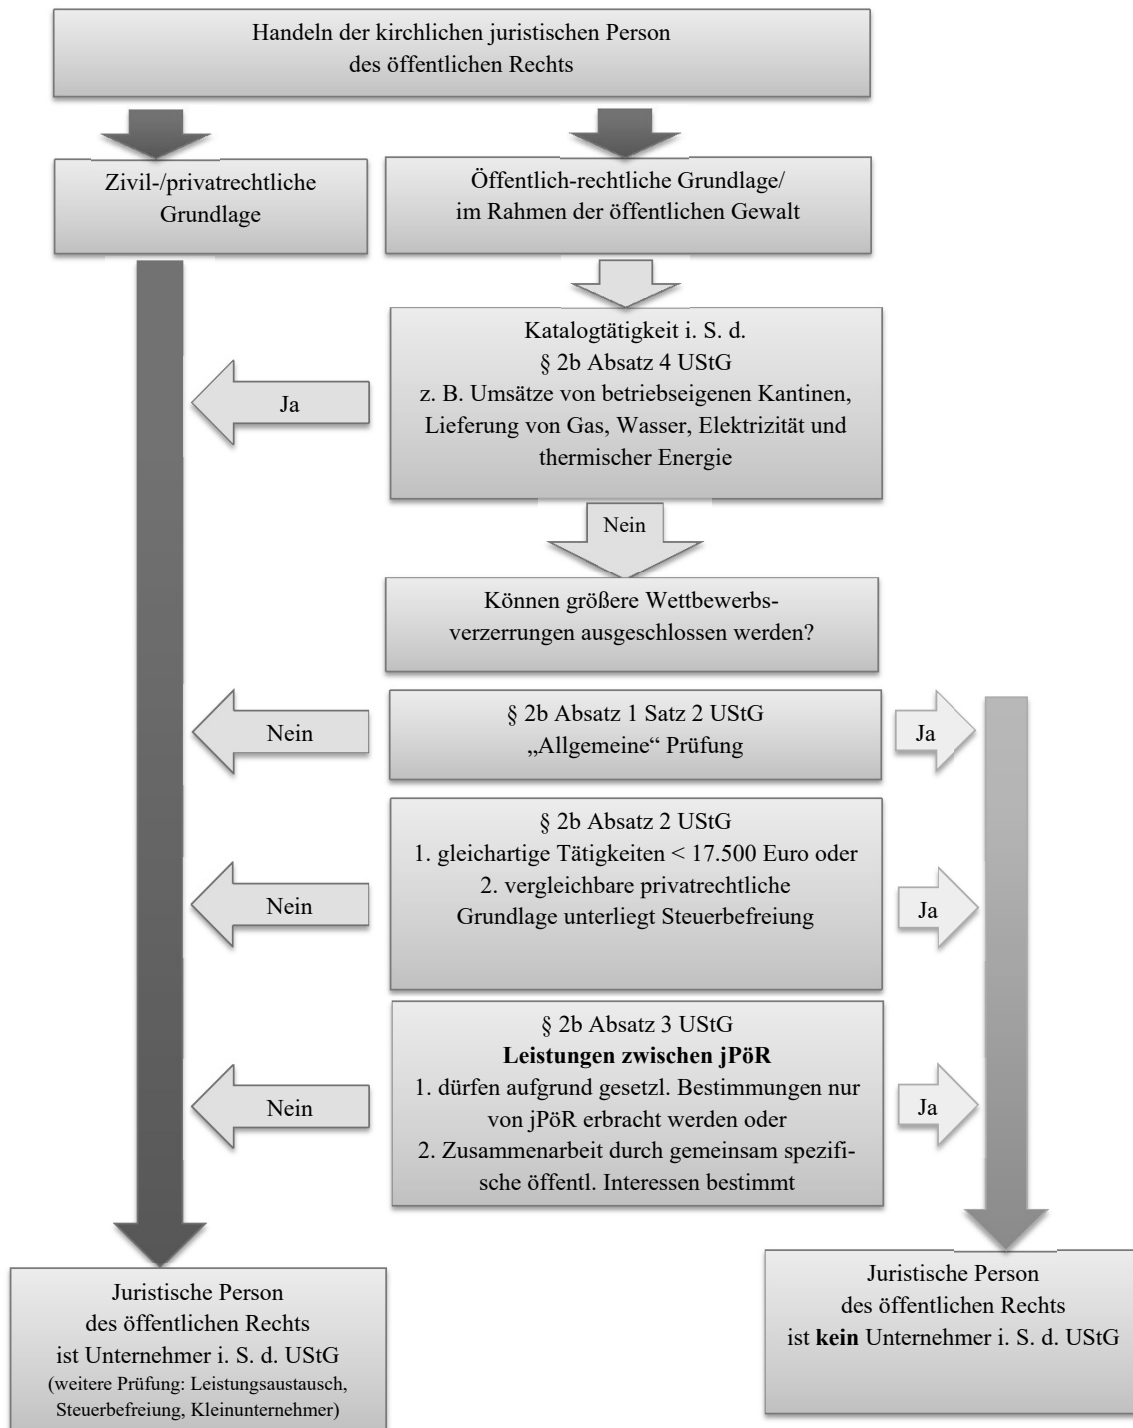 Handeln der kirchlichen juristischen Person
des öffentlichen Rechts
Zivil-/privatrechtliche
Grundlage
Öffentlich-rechtliche Grundlage/
im Rahmen der öffentlichen Gewalt
Katalogtätigkeit i. S. d.
§ 2b Absatz 4 UStG
z. B. Umsätze von betriebseigenen Kantinen,
Lieferung von Gas, Wasser, Elektrizität und
thermischer Energie
Ja
Nein
Können größere Wettbewerbs-
verzerrungen ausgeschlossen werden?
Nein
§ 2b Absatz 1 Satz 2 UStG
„Allgemeine“ Prüfung
Ja
§ 2b Absatz 2 UStG
1. gleichartige Tätigkeiten < 17.500 Euro oder
2. vergleichbare privatrechtliche
Grundlage unterliegt Steuerbefreiung
Nein
Ja
§ 2b Absatz 3 UStG
Leistungen zwischen jPöR
1. dürfen aufgrund gesetzl. Bestimmungen nur
von jPöR erbracht werden oder
2. Zusammenarbeit durch gemeinsam spezifi-
sche öffentl. Interessen bestimmt
Nein
Ja
Juristische Person
des öffentlichen Rechts
ist Unternehmer i. S. d. UStG
(weitere Prüfung: Leistungsaustausch,
Steuerbefreiung, Kleinunternehmer)
Juristische Person
des öffentlichen Rechts
ist kein Unternehmer i. S. d. UStG